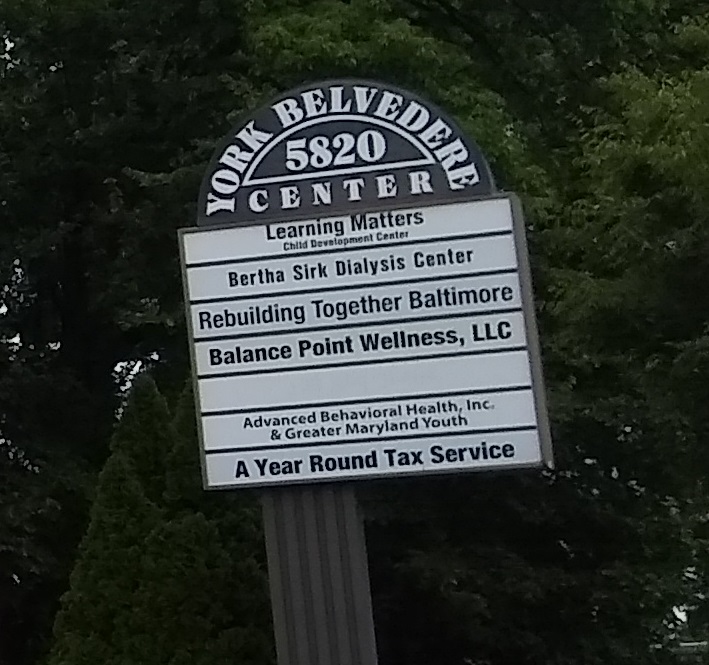 YORK BELVEDERE
5820
CENTER
Learning Matters
Child Development Center
Bertha Sirk Dialysis Center
Rebuilding Together Baltimore
Balance Point Wellness, LLC
Advanced Behavioral Health, Inc.
& Greater Maryland Youth
A Year Round Tax Service